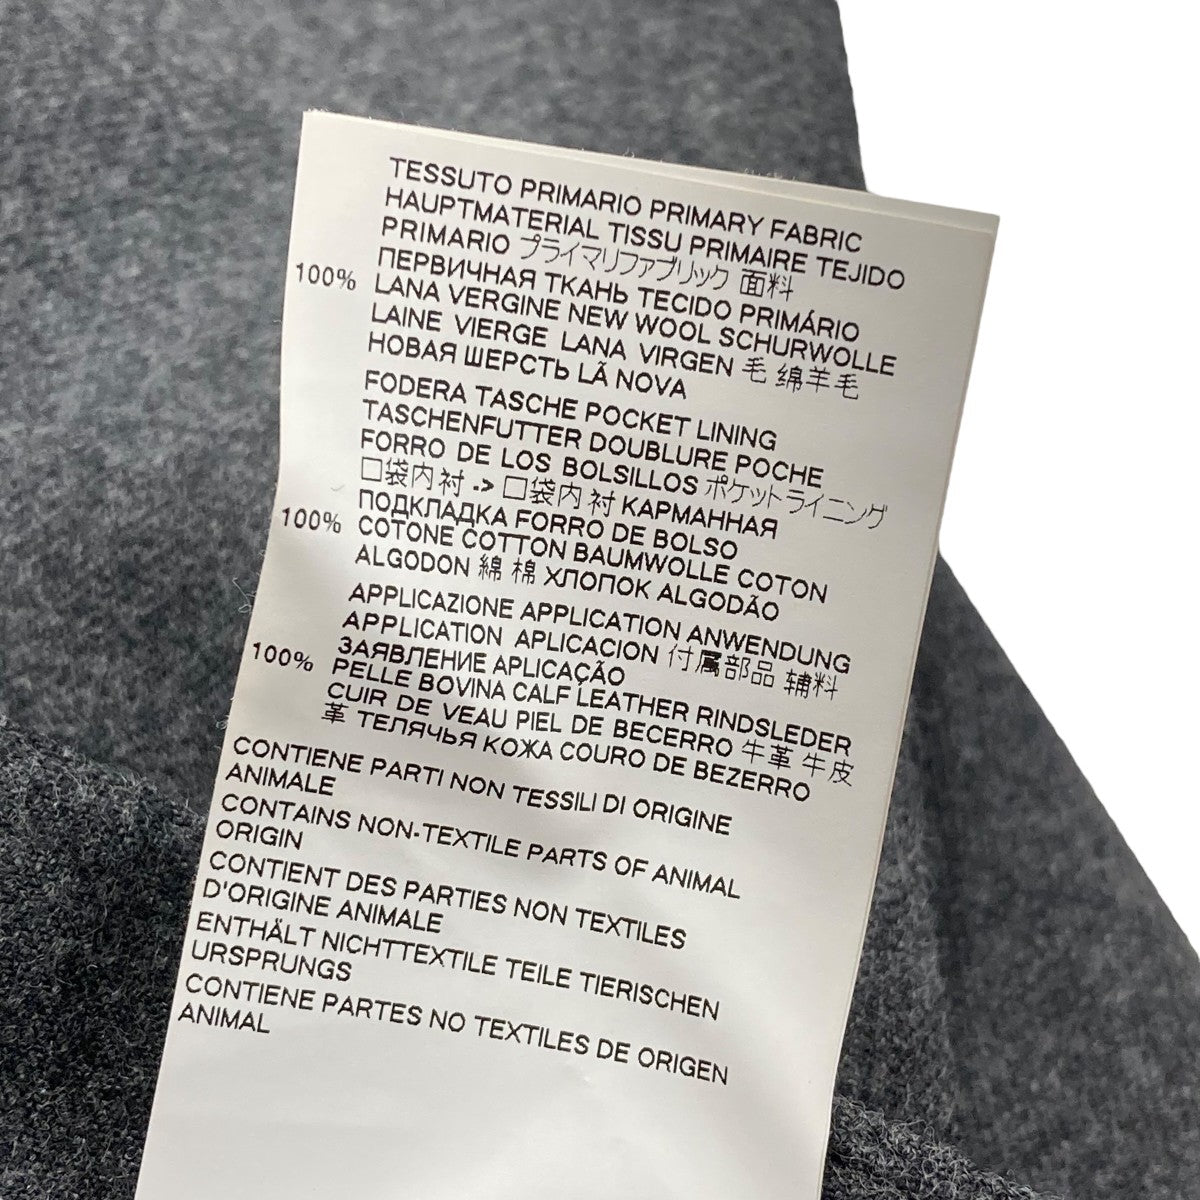 TESSUTO PRIMARIO PRIMARY FABRIC
HAUPTMATERIAL TISSU PRIMAIRE TEJIDO
PRIMARIO プライマリファブリック 面料
ПЕРВИЧНАЯ ТКАНЬ TECIDO PRIMÁRIO
100% LANA VERGINE NEW WOOL SCHURWOLLE
LAINE VIERGE LANA VIRGEN 毛 绵羊毛
НОВАЯ ШЕРСТЬ LÃ NOVA
FODERA TASCHE POCKET LINING
TASCHENFUTTER DOUBLURE POCHE
FORRO DE LOS BOLSILLOS ポケットライニング
口袋内衬 -> 口袋内衬 КАРМАННАЯ
ПОДКЛАДКА FORRO DE BOLSO
100% COTONE COTTON BAUMWOLLE COTON
ALGODON 綿 棉 ХЛОПОК ALGODÃO
APPLICAZIONE APPLICATION ANWENDUNG
APPLICATION APLICACION 付属部品 辅料
ЗАЯВЛЕНИЕ APLICAÇÃO
100% PELLE BOVINA CALF LEATHER RINDSLEDER
CUIR DE VEAU PIEL DE BECERRO 牛革 牛皮
革 ТЕЛЯЧЬЯ КОЖА COURO DE BEZERRO
CONTIENE PARTI NON TESSILI DI ORIGINE
ANIMALE
CONTAINS NON-TEXTILE PARTS OF ANIMAL
ORIGIN
CONTIENT DES PARTIES NON TEXTILES
D'ORIGINE ANIMALE
ENTHÄLT NICHTTEXTILE TEILE TIERISCHEN
URSPRUNGS
CONTIENE PARTES NO TEXTILES DE ORIGEN
ANIMAL